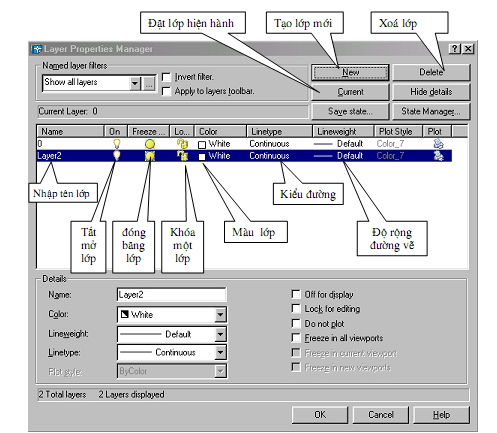 Đặt lớp hiện hành
Tạo lớp mới
Xoá lớp
Layer Properties Manager
Named layer filters
Show all layers
...
Invert filter.
Apply to layers toolbar.
New
Delete
Current
Hide details
Save state...
State Manager...
Current Layer: 0
Name On Freeze ... Lo... Color Linetype Lineweight Plot Style Plot
0 White Continuous Default Color_7
Layer2 White Continuous Default Color_7
Nhập tên lớp
Tắt
mở
lớp
đóng
băng
lớp
Khóa
một
lớp
Màu lớp
Kiểu đường
Độ rộng
đường vẽ
Details
Name: Layer2
Color: White
Lineweight: Default
Linetype: Continuous
Plot style: ByColor
Off for display
Lock for editing
Do not plot
Freeze in all viewports
Freeze in current viewport
Freeze in new viewports
2 Total layers 2 Layers displayed
OK Cancel Help